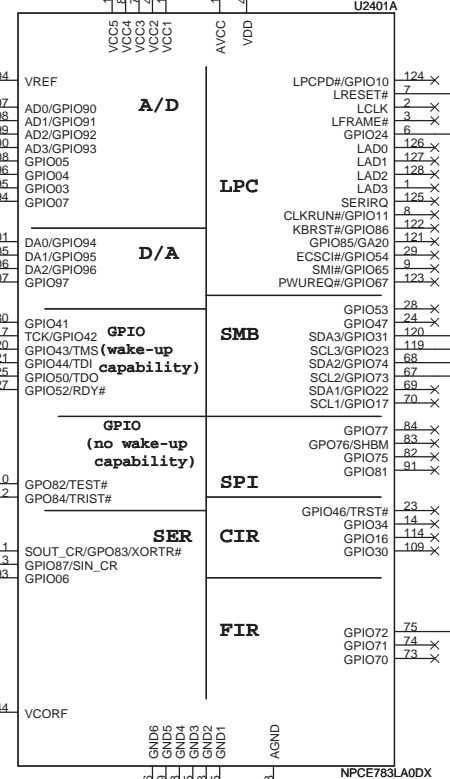 U2401A
VCC5
VCC4
VCC3
VCC2
VCC1
AVCC
VDD
VREF
A/D
AD0/GPIO90
AD1/GPIO91
AD2/GPIO92
AD3/GPIO93
GPIO05
GPIO04
GPIO03
GPIO07
D/A
DA0/GPIO94
DA1/GPIO95
DA2/GPIO96
GPIO97
GPIO41
TCK/GPIO42
GPIO43/TMS
GPIO44/TDI
GPIO50/TDO
GPIO52/RDY#
GPIO
(wake-up
capability)
GPIO
(no wake-up
capability)
GPO82/TEST#
GPO84/TRIST#
SER
SOUT_CR/GPO83/XORTR#
GPIO87/SIN_CR
GPIO06
VCORF
LPC
LPCPD#/GPIO10 124
LRESET# 7
LCLK 2
LFRAME# 3
GPIO24 6
LAD0 126
LAD1 127
LAD2 128
LAD3 1
SERIRQ 125
CLKRUN#/GPIO11 8
KBRST#/GPIO86 122
GPIO85/GA20 121
ECSCI#/GPIO54 29
SMI#/GPIO65 9
PWUREQ#/GPIO67 123
SMB
GPIO53 28
GPIO47 24
SDA3/GPIO31 120
SCL3/GPIO23 119
SDA2/GPIO74 68
SCL2/GPIO73 67
SDA1/GPIO22 69
SCL1/GPIO17 70
SPI
GPIO77 84
GPO76/SHBM 83
GPIO75 82
GPIO81 91
CIR
GPIO46/TRST# 23
GPIO34 14
GPIO16 114
GPIO30 109
FIR
GPIO72 75
GPIO71 74
GPIO70 73
GND6
GND5
GND4
GND3
GND2
GND1
AGND
NPCE783LA0DX